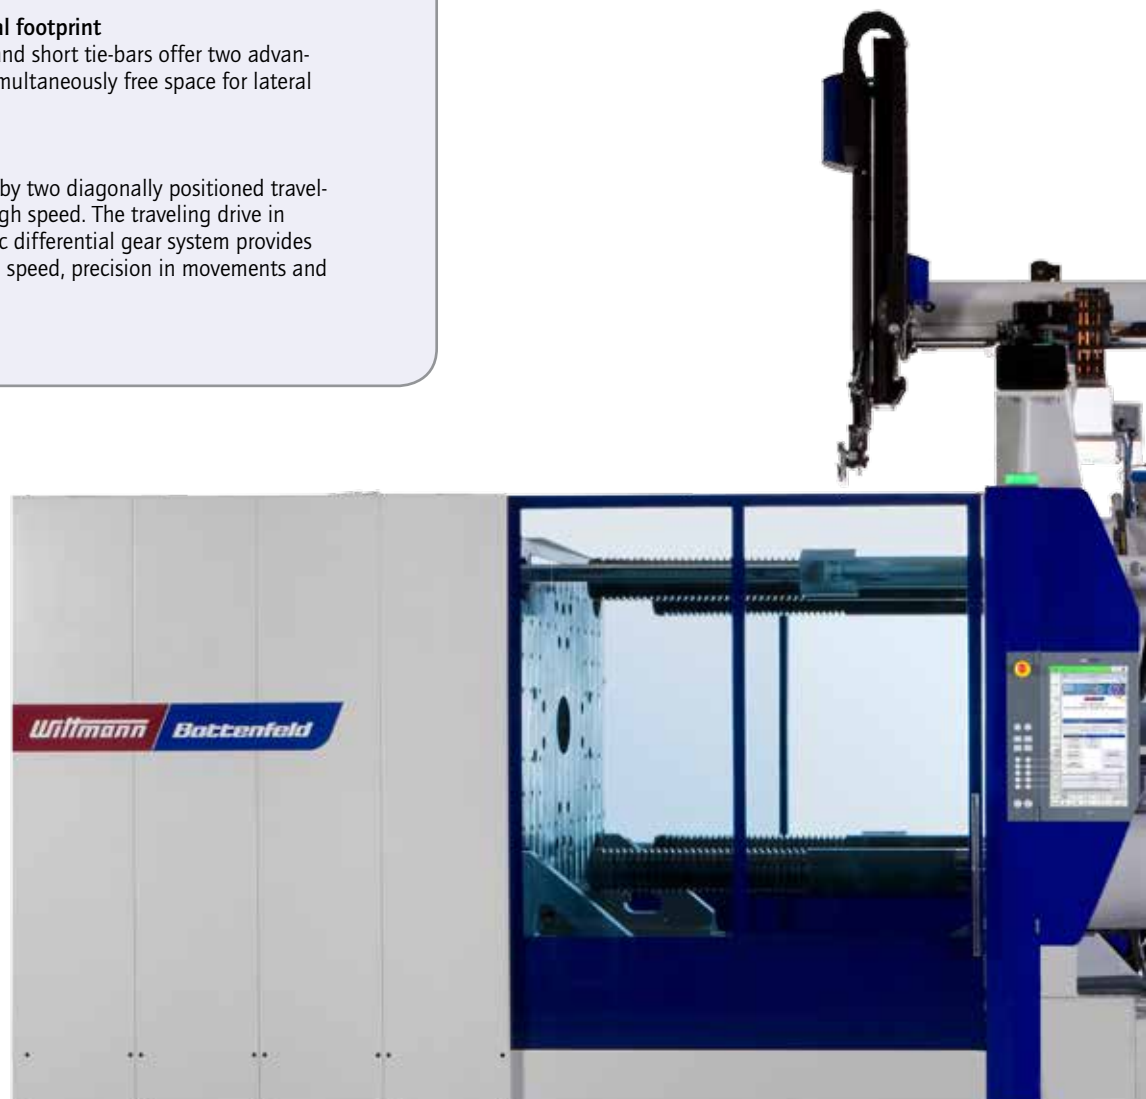 l footprint
nd short tie-bars offer two advan-
multaneously free space for lateral
by two diagonally positioned travel-
gh speed. The traveling drive in
c differential gear system provides
speed, precision in movements and
Wittmann Battenfeld